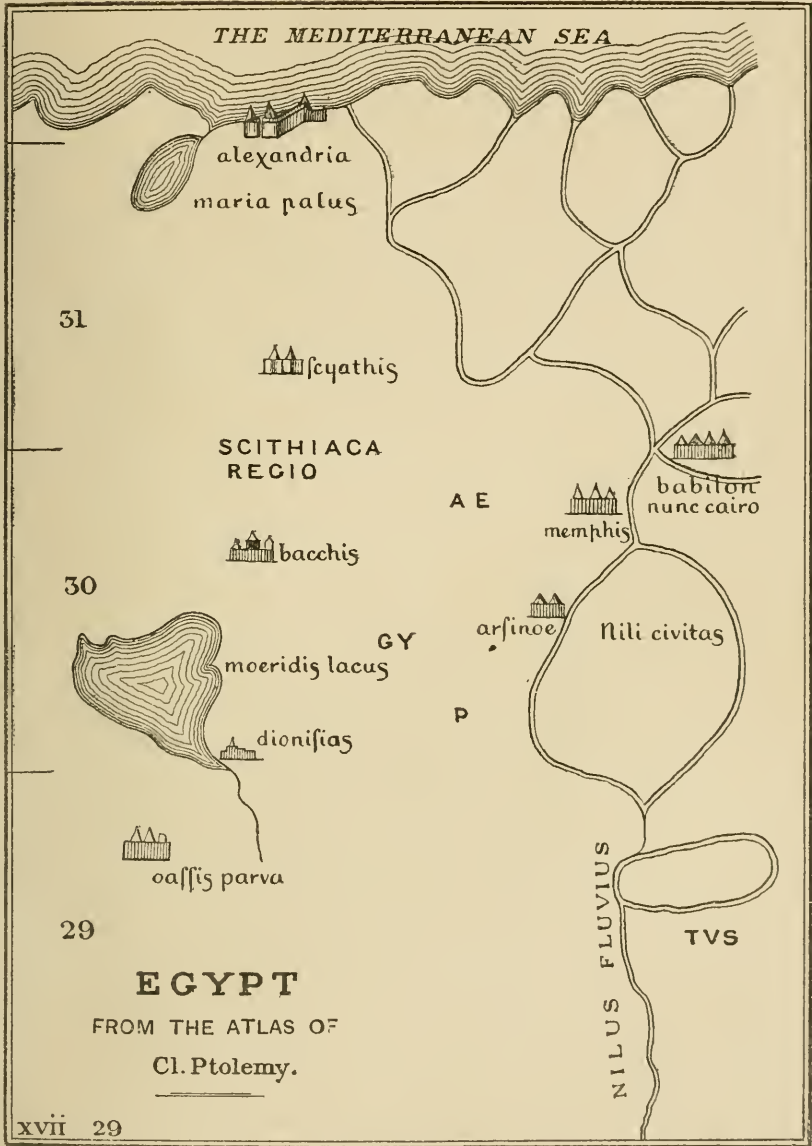 THE MEDITERRANEAN SEA
alexandria
maria palus
31
ſcyathis
SCITHIACA
REGIO
AE
babilon
nunc cairo
memphis
bacchis
30
arſinoe
Nili civitas
GY
moeridis lacus
P
dioniſias
oaſſis parva
29
TVS
NILUS FLUVIUS
EGYPT
FROM THE ATLAS OF
Cl. Ptolemy.
xvii 29